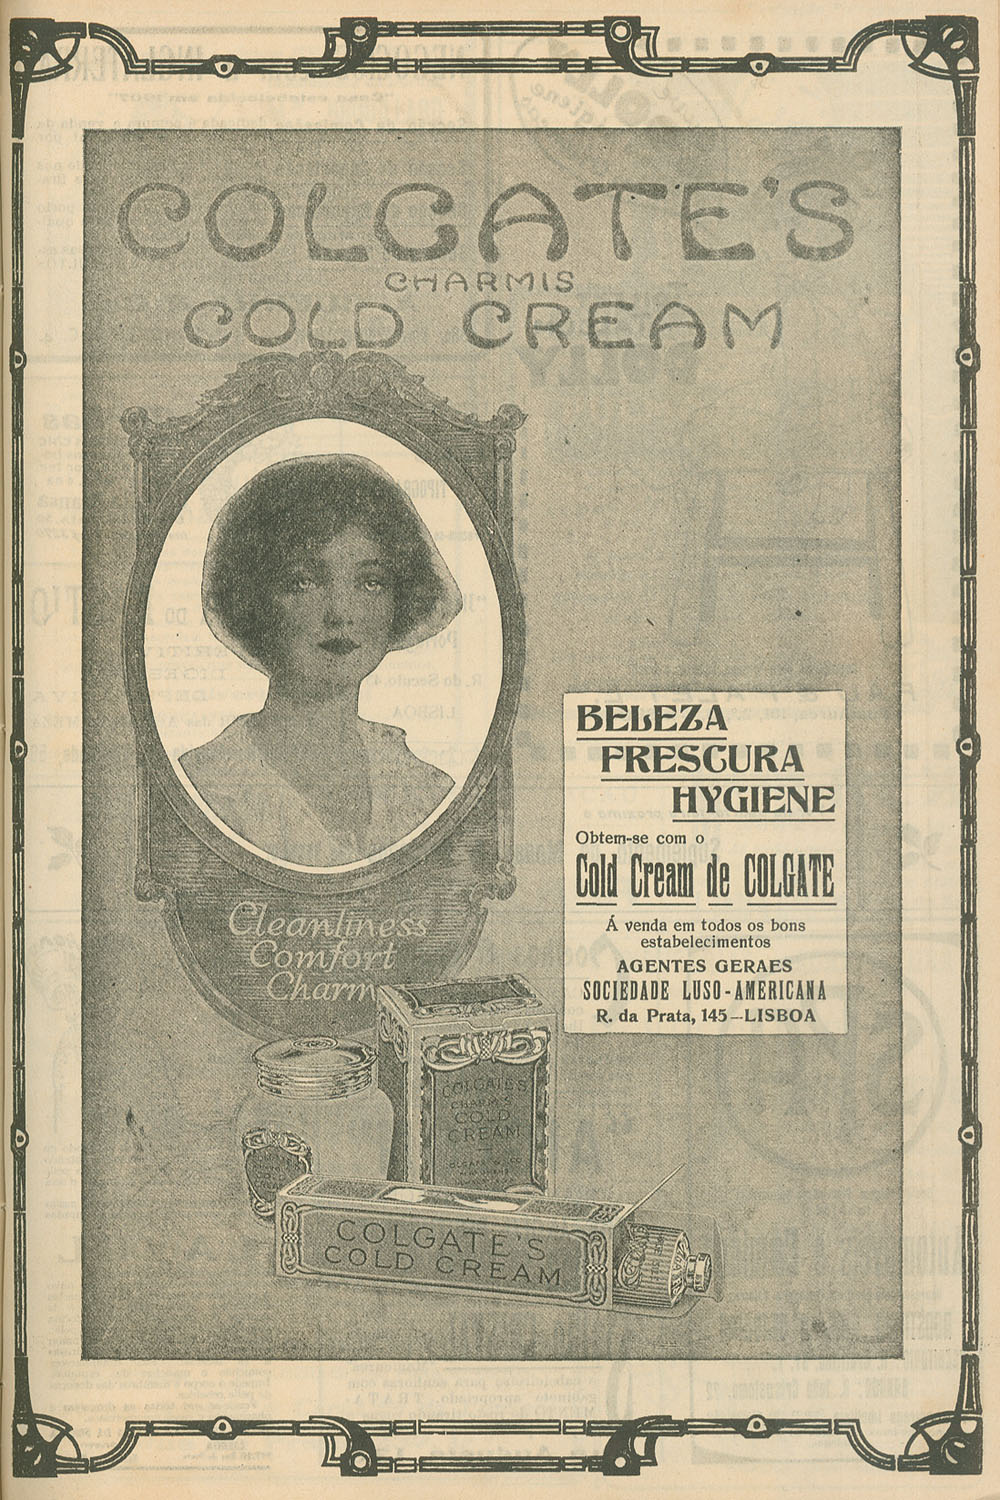 COLGATE'S
CHARMIS
COLD CREAM
Cleanliness
Comfort
Charm
BELEZA
FRESCURA
HYGIENE
Obtem-se com o
Cold Cream de COLGATE
Á venda em todos os bons
estabelecimentos
AGENTES GERAES
SOCIEDADE LUSO-AMERICANA
R. da Prata, 145—LISBOA
COLGATE'S
CHARMIS
COLD
CREAM
COLGATE'S
COLD CREAM